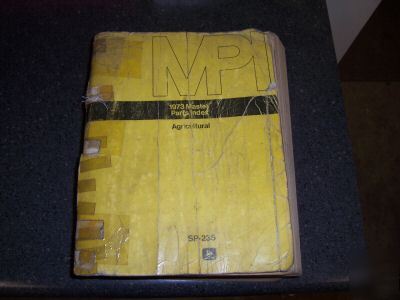 MPI
1973 Master
Parts Index
Agricultural
SP-235